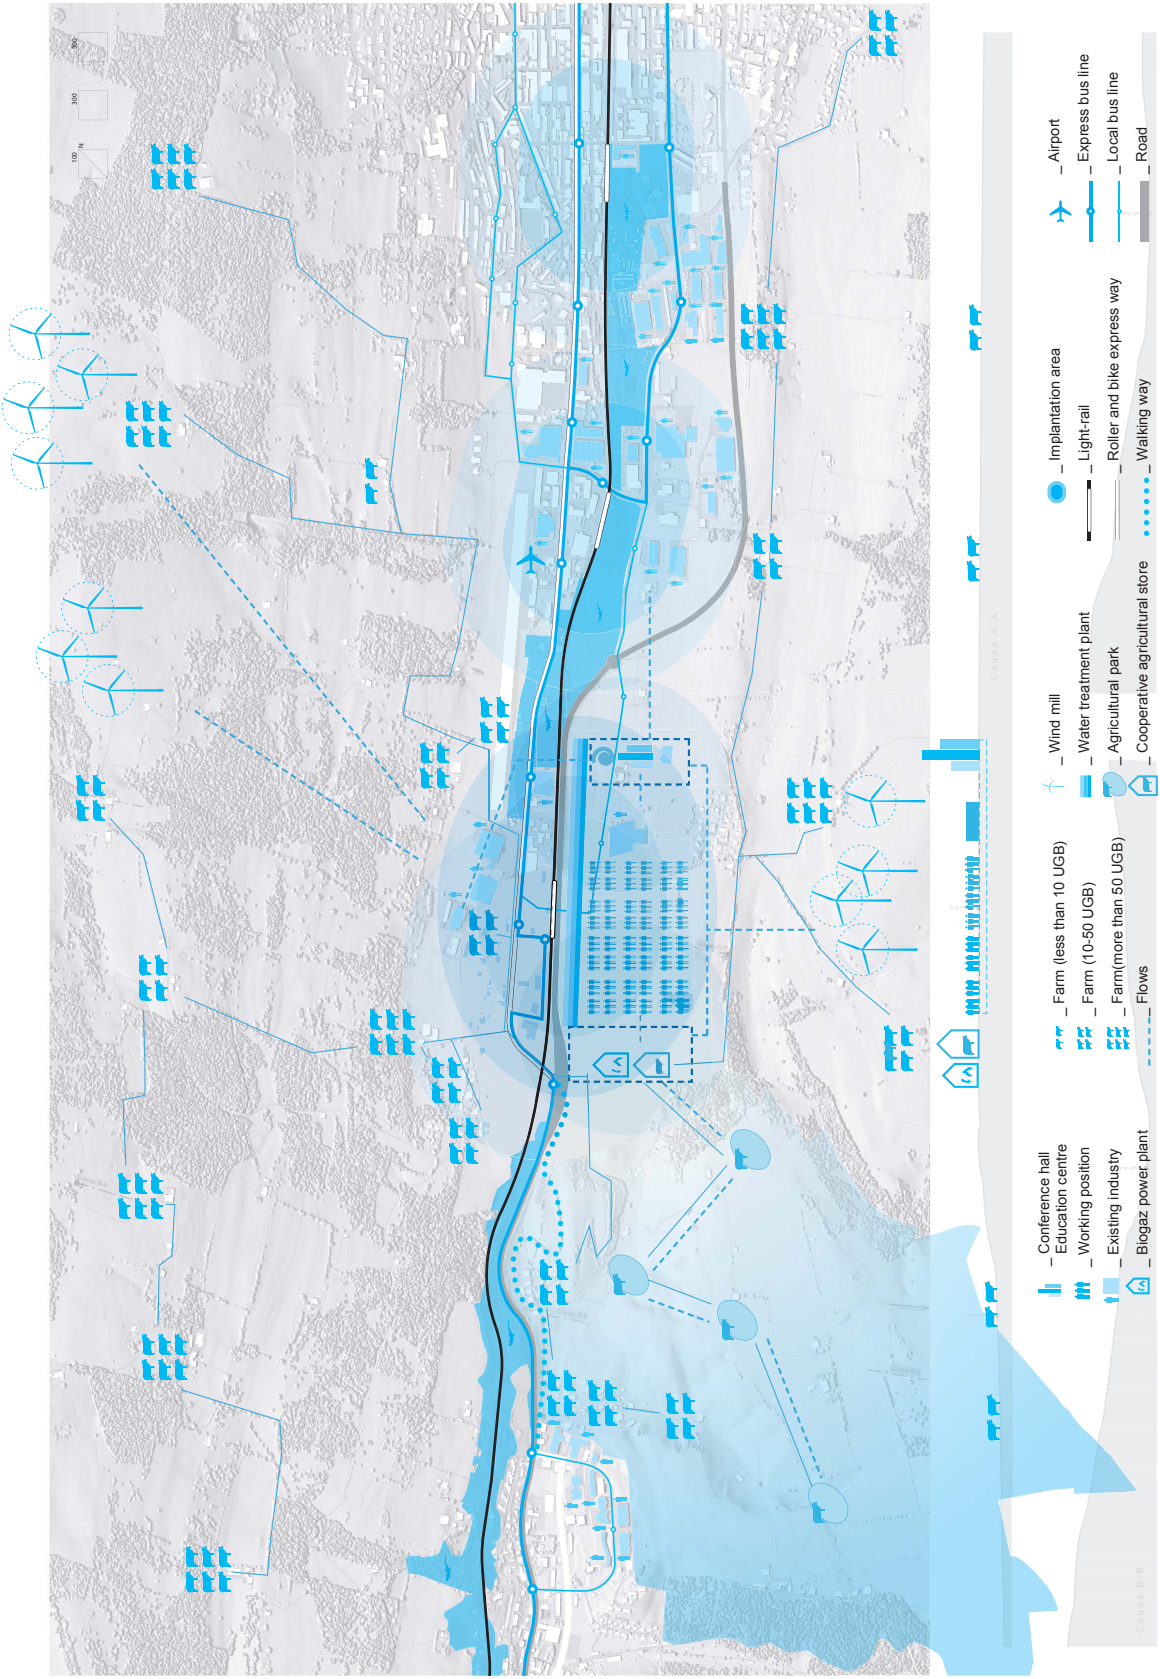 500
300
100
N
Coupe A-A
Coupe B-B
Conference hall
Education centre
Working position
Existing industry
Biogaz power plant
Farm (less than 10 UGB)
Farm (10-50 UGB)
Farm(more than 50 UGB)
Flows
Wind mill
Water treatment plant
Agricultural park
Cooperative agricultural store
Implantation area
Light-rail
Roller and bike express way
Walking way
Airport
Express bus line
Local bus line
Road